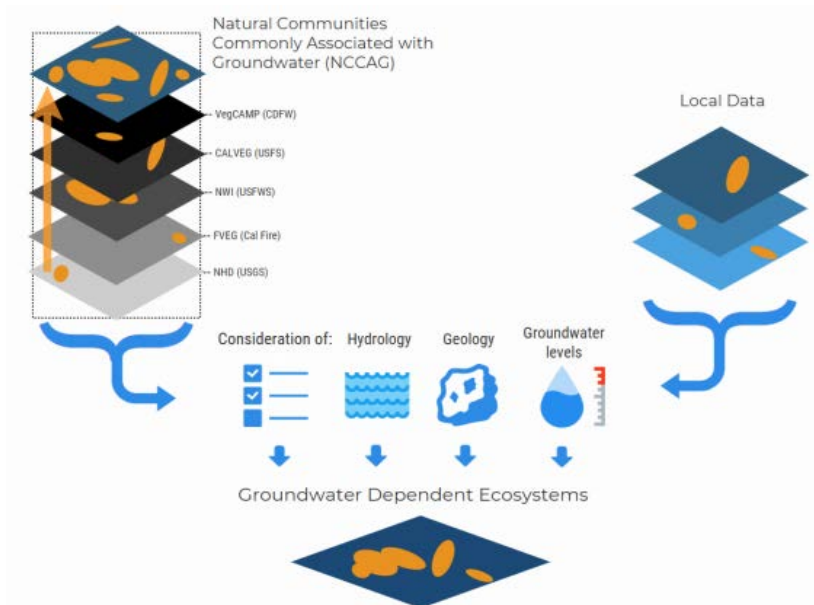 Natural Communities
Commonly Associated with
Groundwater (NCCAG)
VegCAMP (CDFW)
CALVEG (USFS)
NWI (USFWS)
FVEG (Cal Fire)
NHD (USGS)
Local Data
Consideration of:
Hydrology
Geology
Groundwater
levels
Groundwater Dependent Ecosystems